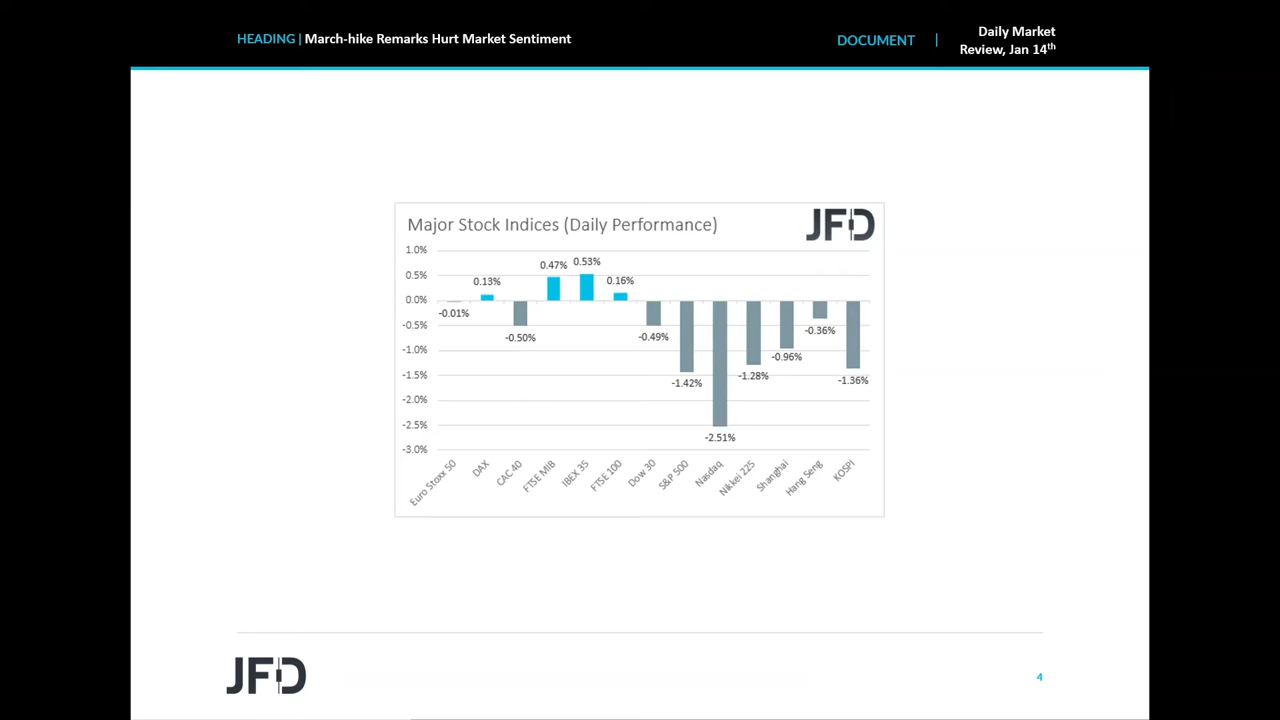 HEADING | March-hike Remarks Hurt Market Sentiment
DOCUMENT | Daily Market
Review, Jan 14th
Major Stock Indices (Daily Performance)
JFD
1.0%
0.5%
0.0%
-0.5%
-1.0%
-1.5%
-2.0%
-2.5%
-3.0%
-0.01%
0.13%
-0.50%
0.47%
0.53%
0.16%
-0.49%
-1.42%
-2.51%
-1.28%
-0.96%
-0.36%
-1.36%
Euro Stoxx 50
DAX
CAC 40
FTSE MIB
IBEX 35
FTSE 100
Dow 30
S&P 500
Nasdaq
Nikkei 225
Shanghai
Hang Seng
KOSPI
JFD
4